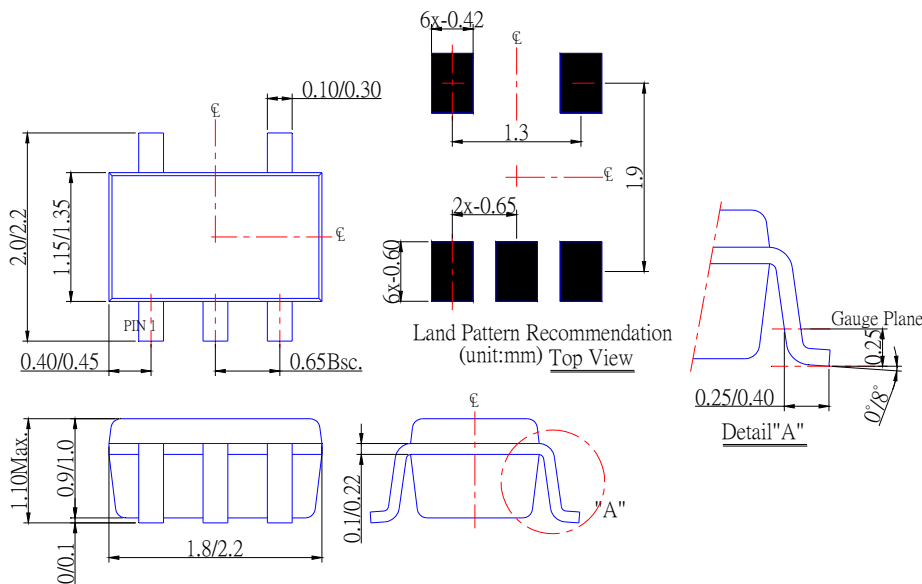 6x-0.42
0.10/0.30
℄
℄
1.3
1.9
2.0/2.2
1.15/1.35
℄
℄
2x-0.65
6x-0.60
PIN 1
Land Pattern Recommendation
(unit:mm) Top View
Gauge Plane
0.25
0.40/0.45
0.65Bsc.
0.25/0.40
0°/8°
Detail"A"
℄
1.10Max.
0.9/1.0
0.1/0.22
"A"
0/0.1
1.8/2.2